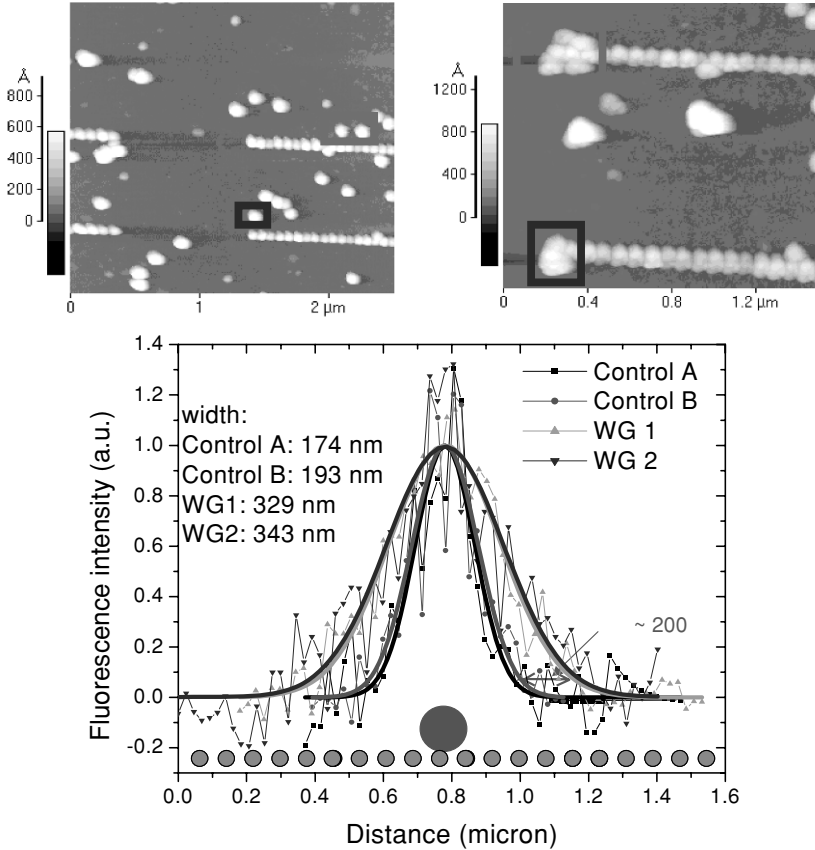 Å
800
600
400
200
0
0
1
2 μm
Å
1200
800
400
0
0
0.4
0.8
1.2 μm
1.4
1.2
1.0
0.8
0.6
0.4
0.2
0.0
-0.2
Fluorescence intensity (a.u.)
width:
Control A: 174 nm
Control B: 193 nm
WG1: 329 nm
WG2: 343 nm
Control A
Control B
WG 1
WG 2
~ 200
0.0 0.2 0.4 0.6 0.8 1.0 1.2 1.4 1.6
Distance (micron)